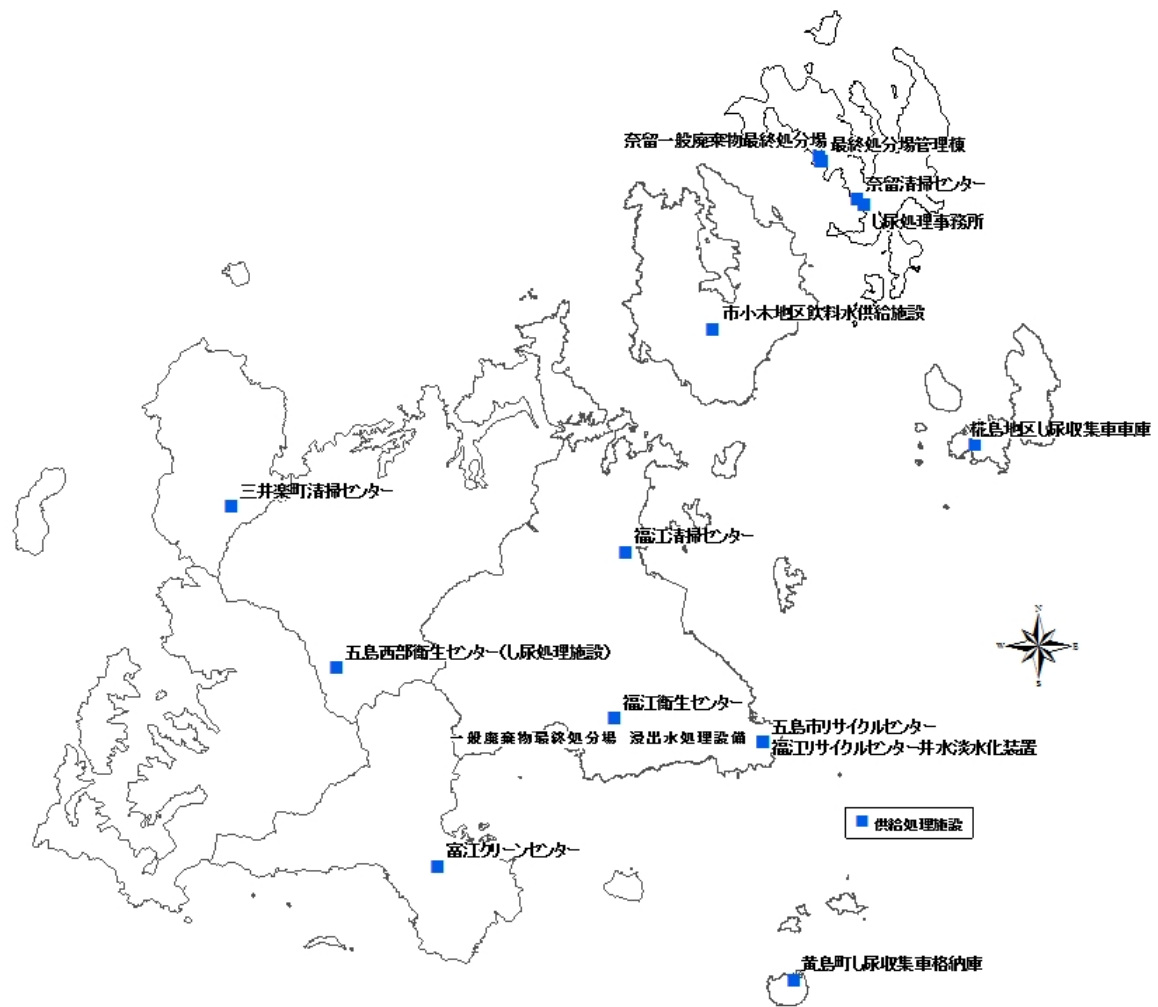 奈留一般廃棄物最終処分場
最終処分場管理棟
奈留清掃センター
し尿処理事務所
市小木地区飲料水供給施設
椛島地区し尿収集車車庫
三井楽町清掃センター
福江清掃センター
N
W
E
S
五島西部衛生センター(し尿処理施設)
福江衛生センター
一般廃棄物最終処分場 浸出水処理設備
五島市リサイクルセンター
福江リサイクルセンター井水淡水化装置
供給処理施設
富江クリーンセンター
黄島町し尿収集車格納庫